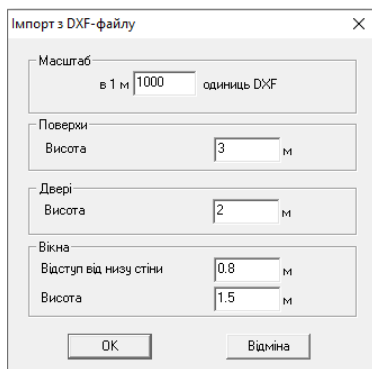 Імпорт з DXF-файлу
Масштаб
в 1 м 1000 одиниць DXF
Поверхи
Висота 3 м
Двері
Висота 2 м
Вікна
Відступ від низу стіни 0.8 м
Висота 1.5 м
OK Відміна